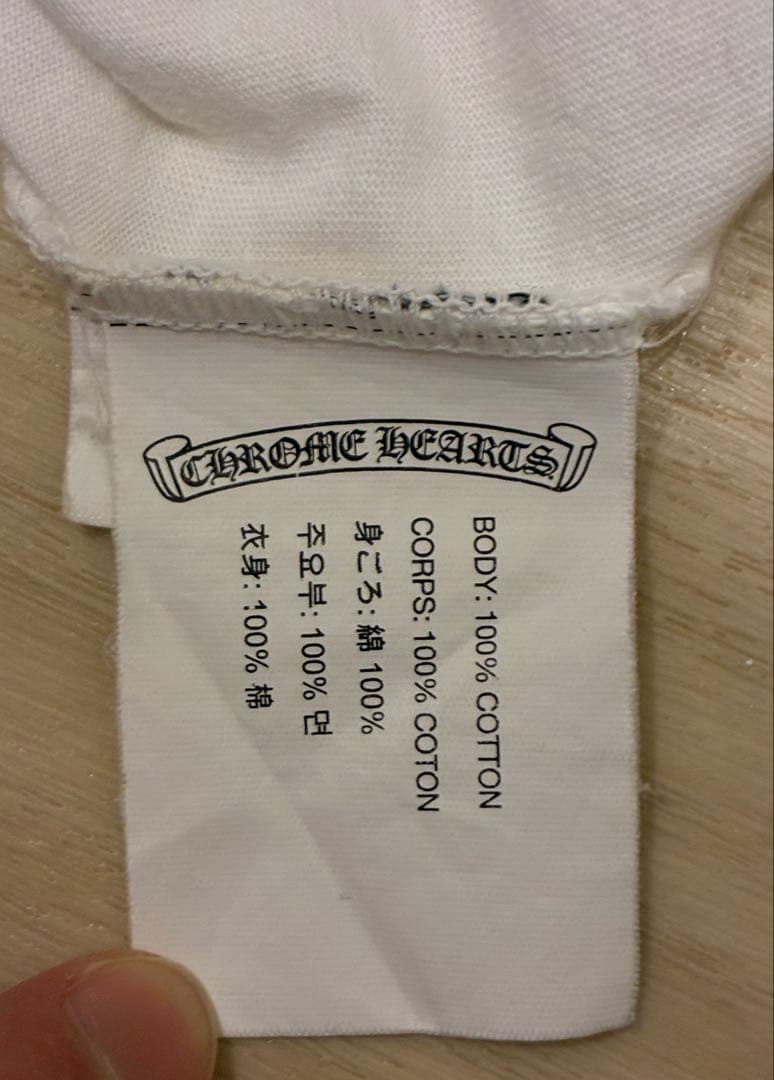 CHROME HEARTS
BODY: 100% COTTON
CORPS: 100% COTON
身ごろ: 綿 100%
주요부: 100% 면
衣身: 100% 棉